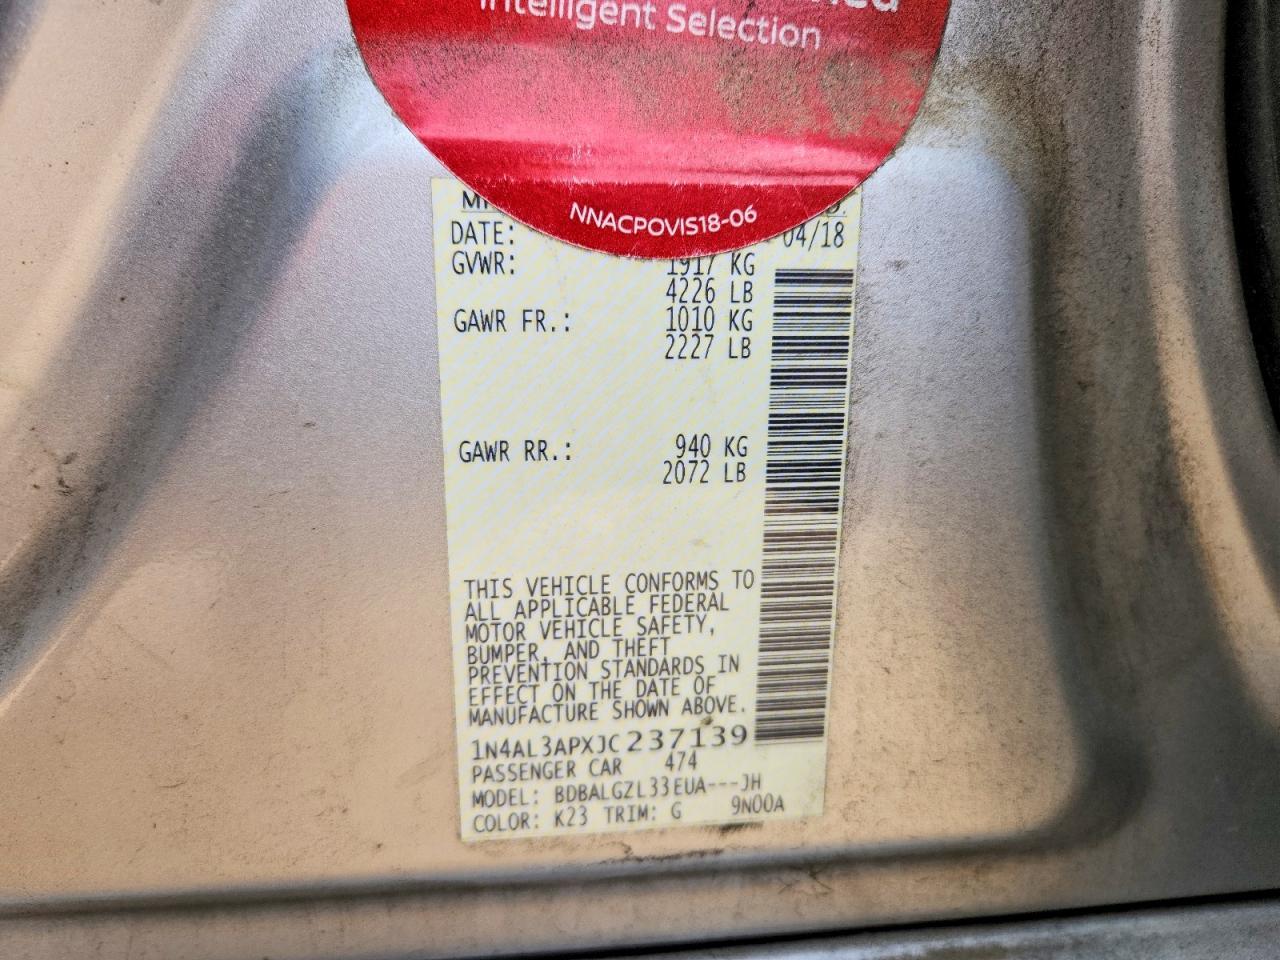 Intelligent Selection
NNACPOVIS18-06
DATE: 04/18
GVWR: 1917 KG
4226 LB
GAWR FR.: 1010 KG
2227 LB
GAWR RR.: 940 KG
2072 LB
THIS VEHICLE CONFORMS TO
ALL APPLICABLE FEDERAL
MOTOR VEHICLE SAFETY,
BUMPER, AND THEFT
PREVENTION STANDARDS IN
EFFECT ON THE DATE OF
MANUFACTURE SHOWN ABOVE.
1N4AL3APXJC237139
PASSENGER CAR 474
MODEL: BDBALGZL33EUA---JH
COLOR: K23 TRIM: G 9N00A